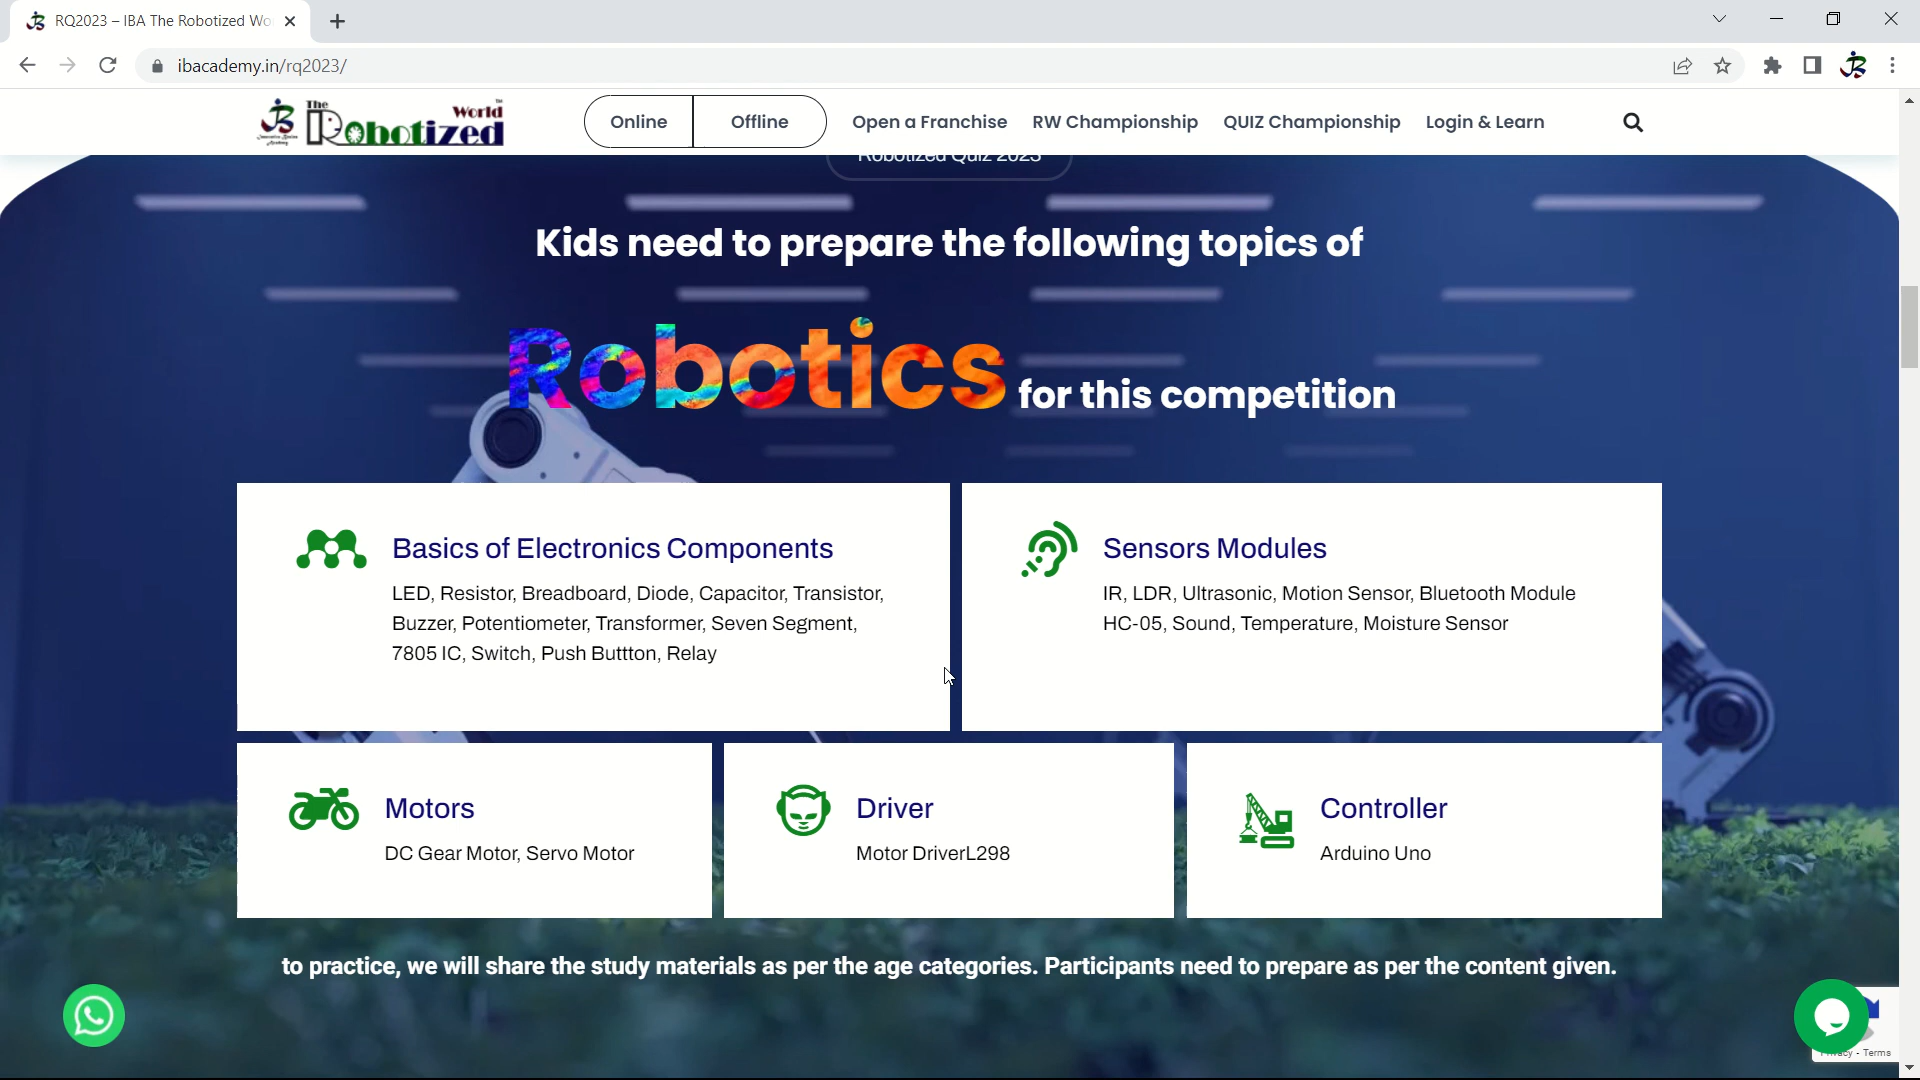 RQ2023 – IBA The Robotized Wo
ibacademy.in/rq2023/
The Robotized World
Online
Offline
Open a Franchise
RW Championship
QUIZ Championship
Login & Learn
Robotized Quiz 2023
Kids need to prepare the following topics of
Robotics for this competition
Basics of Electronics Components
LED, Resistor, Breadboard, Diode, Capacitor, Transistor,
Buzzer, Potentiometer, Transformer, Seven Segment,
7805 IC, Switch, Push Buttton, Relay
Sensors Modules
IR, LDR, Ultrasonic, Motion Sensor, Bluetooth Module
HC-05, Sound, Temperature, Moisture Sensor
Motors
DC Gear Motor, Servo Motor
Driver
Motor DriverL298
Controller
Arduino Uno
to practice, we will share the study materials as per the age categories. Participants need to prepare as per the content given.
Privacy - Terms